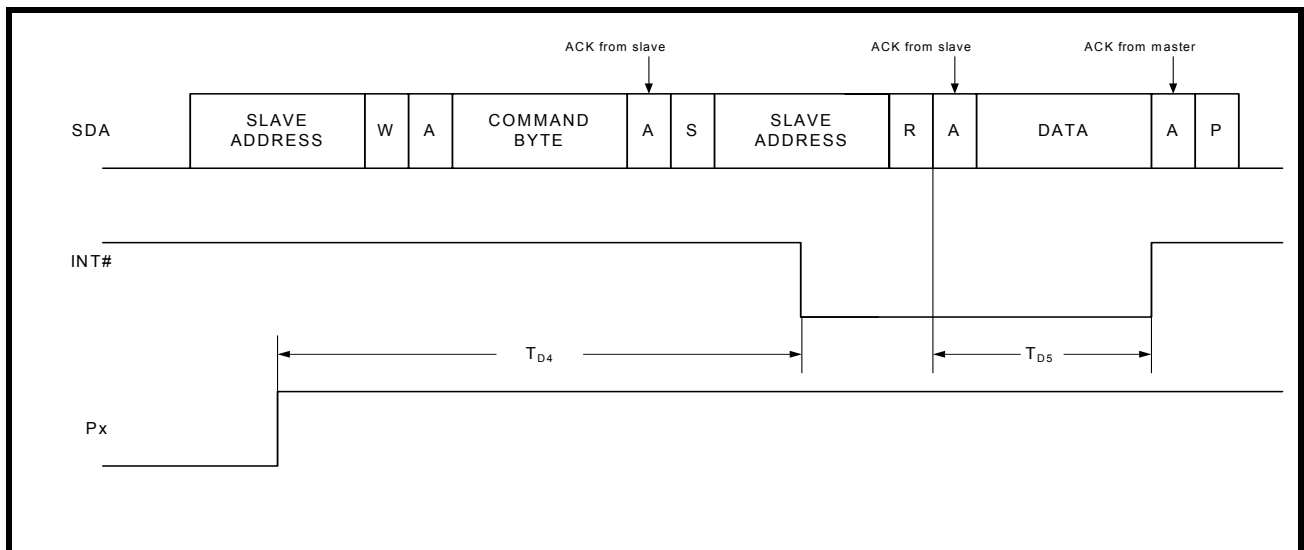 ACK from slave
ACK from slave
ACK from master
SDA
SLAVE
ADDRESS
W
A
COMMAND
BYTE
A
S
SLAVE
ADDRESS
R
A
DATA
A
P
INT#
TD4
TD5
Px